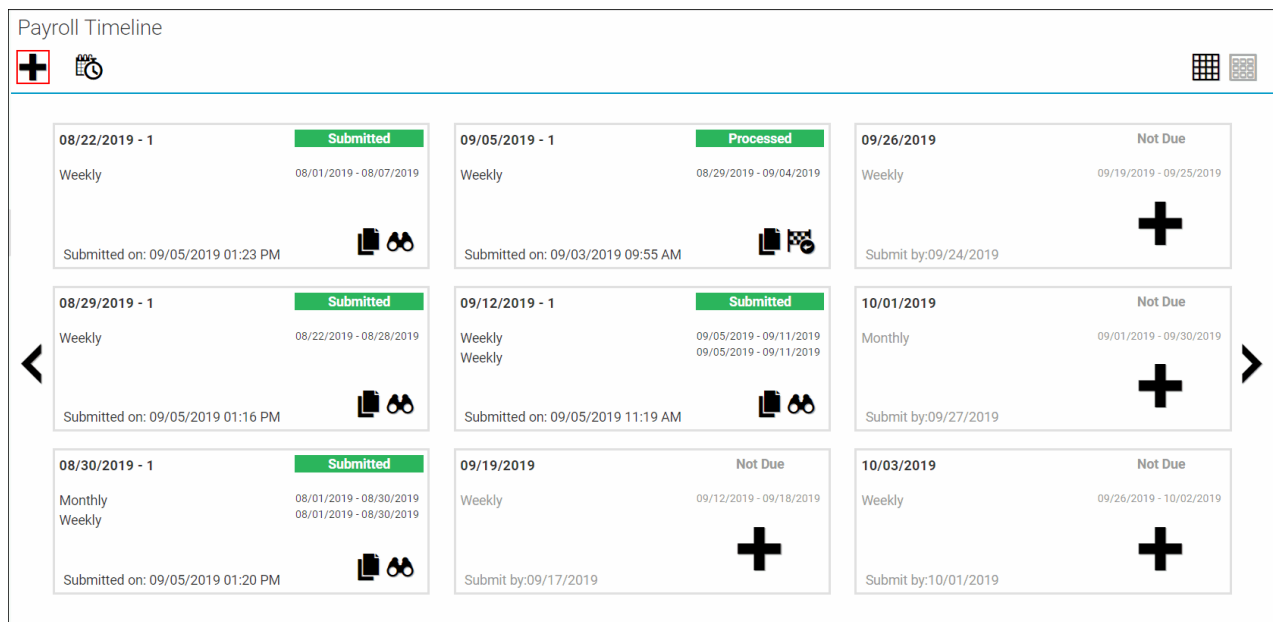 Payroll Timeline
08/22/2019 - 1 Submitted
Weekly 08/01/2019 - 08/07/2019
Submitted on: 09/05/2019 01:23 PM
08/29/2019 - 1 Submitted
Weekly 08/22/2019 - 08/28/2019
Submitted on: 09/05/2019 01:16 PM
08/30/2019 - 1 Submitted
Monthly 08/01/2019 - 08/30/2019
Weekly 08/01/2019 - 08/30/2019
Submitted on: 09/05/2019 01:20 PM
09/05/2019 - 1 Processed
Weekly 08/29/2019 - 09/04/2019
Submitted on: 09/03/2019 09:55 AM
09/12/2019 - 1 Submitted
Weekly 09/05/2019 - 09/11/2019
Weekly 09/05/2019 - 09/11/2019
Submitted on: 09/05/2019 11:19 AM
09/19/2019 Not Due
Weekly 09/12/2019 - 09/18/2019
Submit by:09/17/2019
09/26/2019 Not Due
Weekly 09/19/2019 - 09/25/2019
Submit by:09/24/2019
10/01/2019 Not Due
Monthly 09/01/2019 - 09/30/2019
Submit by:09/27/2019
10/03/2019 Not Due
Weekly 09/26/2019 - 10/02/2019
Submit by:10/01/2019